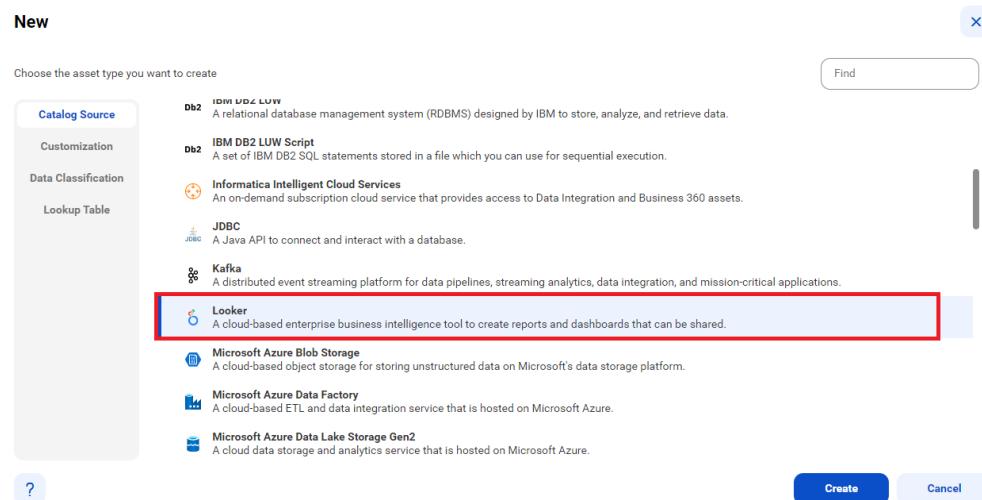 New
Choose the asset type you want to create
Find
Catalog Source
Customization
Data Classification
Lookup Table
Db2
IBM DB2 LUW
A relational database management system (RDBMS) designed by IBM to store, analyze, and retrieve data.
Db2
IBM DB2 LUW Script
A set of IBM DB2 SQL statements stored in a file which you can use for sequential execution.
Informatica Intelligent Cloud Services
An on-demand subscription cloud service that provides access to Data Integration and Business 360 assets.
JDBC
JDBC
A Java API to connect and interact with a database.
Kafka
A distributed event streaming platform for data pipelines, streaming analytics, data integration, and mission-critical applications.
Looker
A cloud-based enterprise business intelligence tool to create reports and dashboards that can be shared.
Microsoft Azure Blob Storage
A cloud-based object storage for storing unstructured data on Microsoft's data storage platform.
Microsoft Azure Data Factory
A cloud-based ETL and data integration service that is hosted on Microsoft Azure.
Microsoft Azure Data Lake Storage Gen2
A cloud data storage and analytics service that is hosted on Microsoft Azure.
?
Create
Cancel